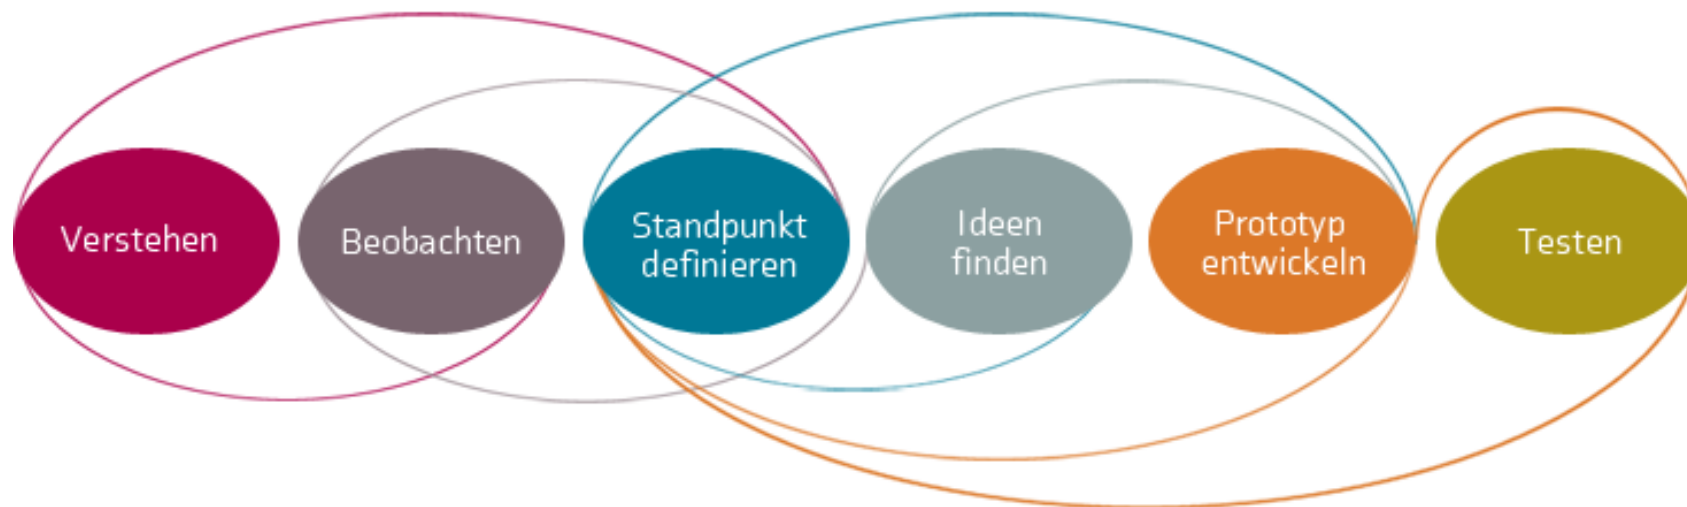 Verstehen
Beobachten
Standpunkt
definieren
Ideen
finden
Prototyp
entwickeln
Testen